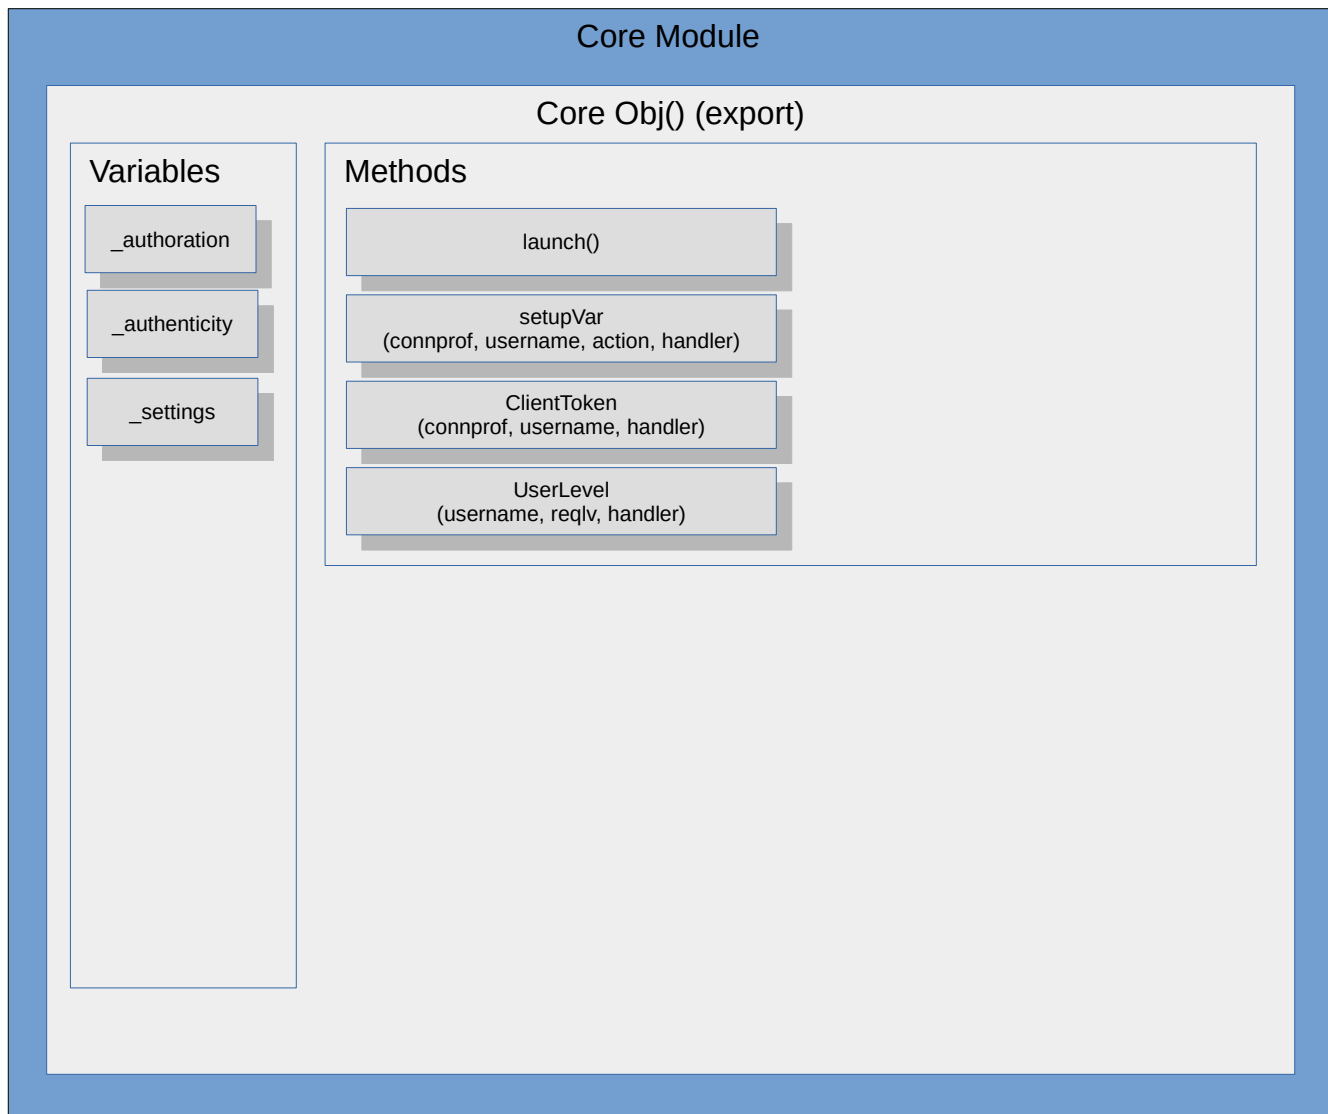 Core Module
Core Obj() (export)
Variables
_authoration
_authenticity
_settings
Methods
launch()
setupVar
(connprof, username, action, handler)
ClientToken
(connprof, username, handler)
UserLevel
(username, reqlv, handler)